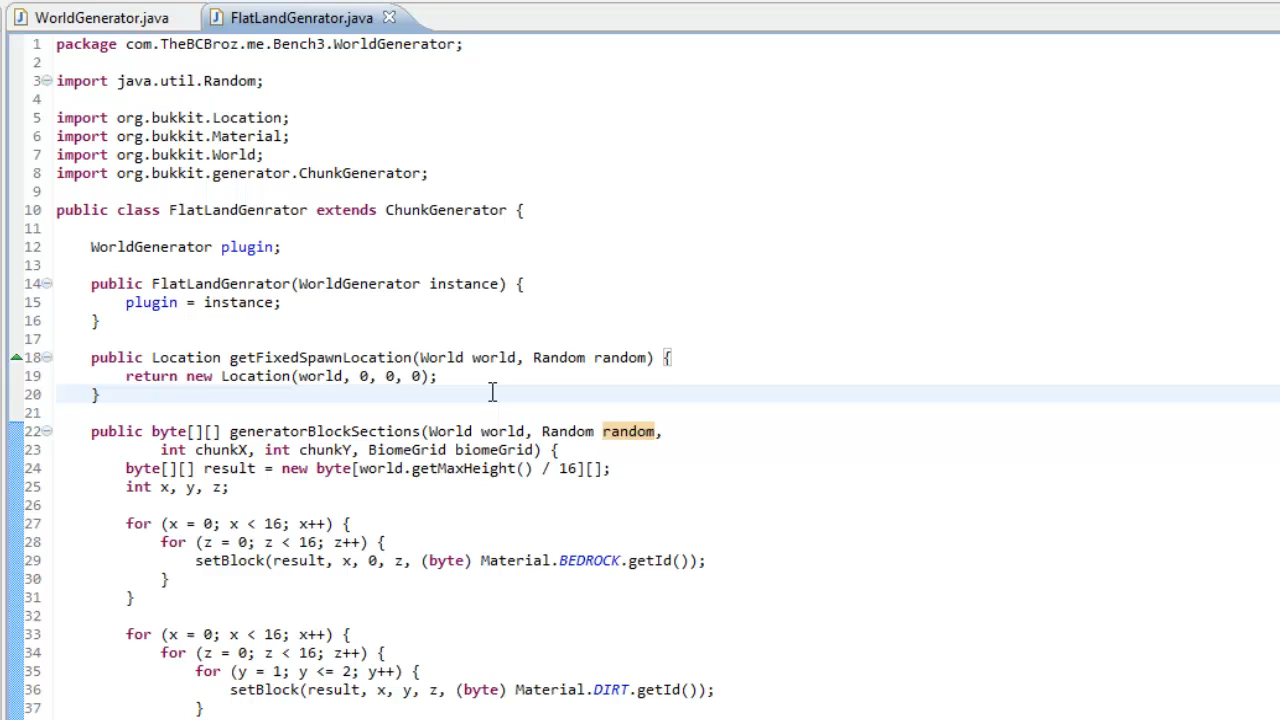 WorldGenerator.java FlatLandGenrator.java
1 package com.TheBCBroz.me.Bench3.WorldGenerator;
2
3 import java.util.Random;
4
5 import org.bukkit.Location;
6 import org.bukkit.Material;
7 import org.bukkit.World;
8 import org.bukkit.generator.ChunkGenerator;
9
10 public class FlatLandGenrator extends ChunkGenerator {
11
12 WorldGenerator plugin;
13
14 public FlatLandGenrator(WorldGenerator instance) {
15 plugin = instance;
16 }
17
18 public Location getFixedSpawnLocation(World world, Random random) {
19 return new Location(world, 0, 0, 0);
20 }
21
22 public byte[][] generatorBlockSections(World world, Random random,
23 int chunkX, int chunkY, BiomeGrid biomeGrid) {
24 byte[][] result = new byte[world.getMaxHeight() / 16][];
25 int x, y, z;
26
27 for (x = 0; x < 16; x++) {
28 for (z = 0; z < 16; z++) {
29 setBlock(result, x, 0, z, (byte) Material.BEDROCK.getId());
30 }
31 }
32
33 for (x = 0; x < 16; x++) {
34 for (z = 0; z < 16; z++) {
35 for (y = 1; y <= 2; y++) {
36 setBlock(result, x, y, z, (byte) Material.DIRT.getId());
37 }